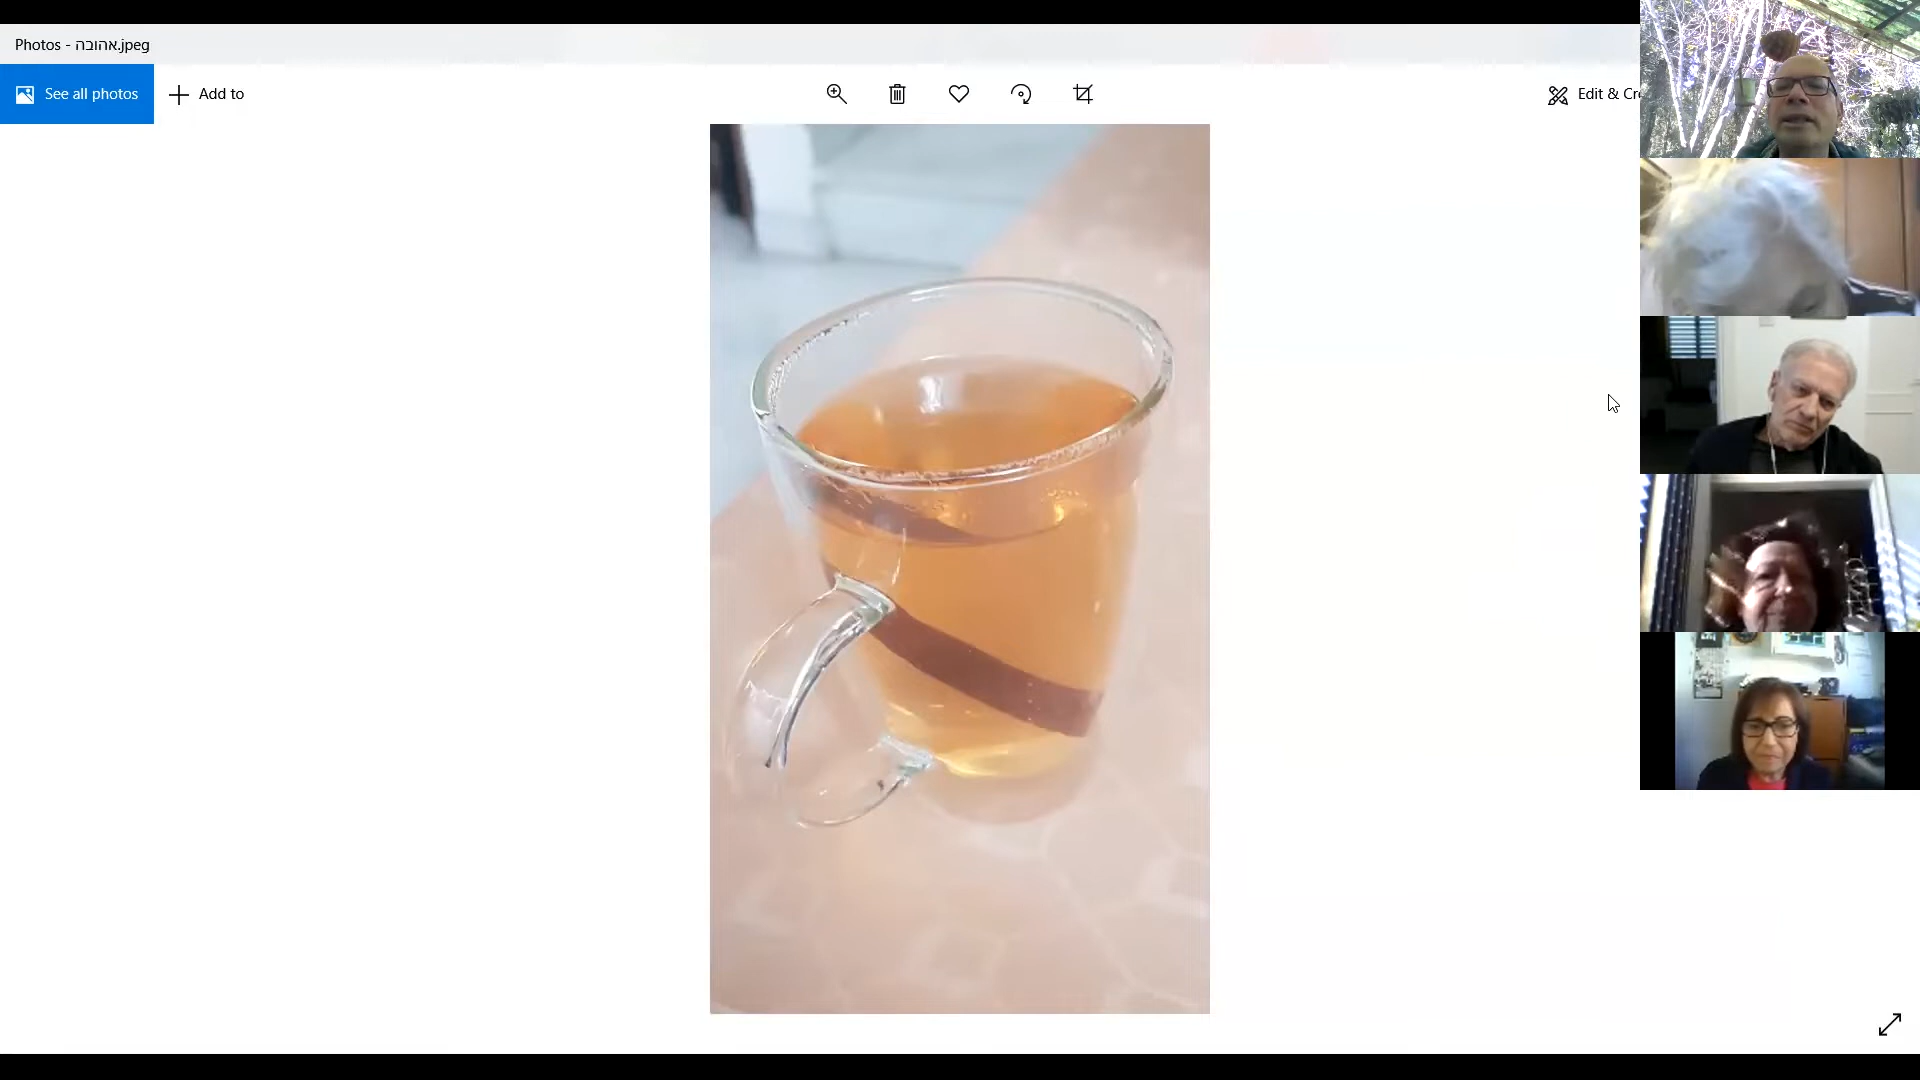 Photos - אהובה.jpeg
See all photos
Add to
Edit & Cr